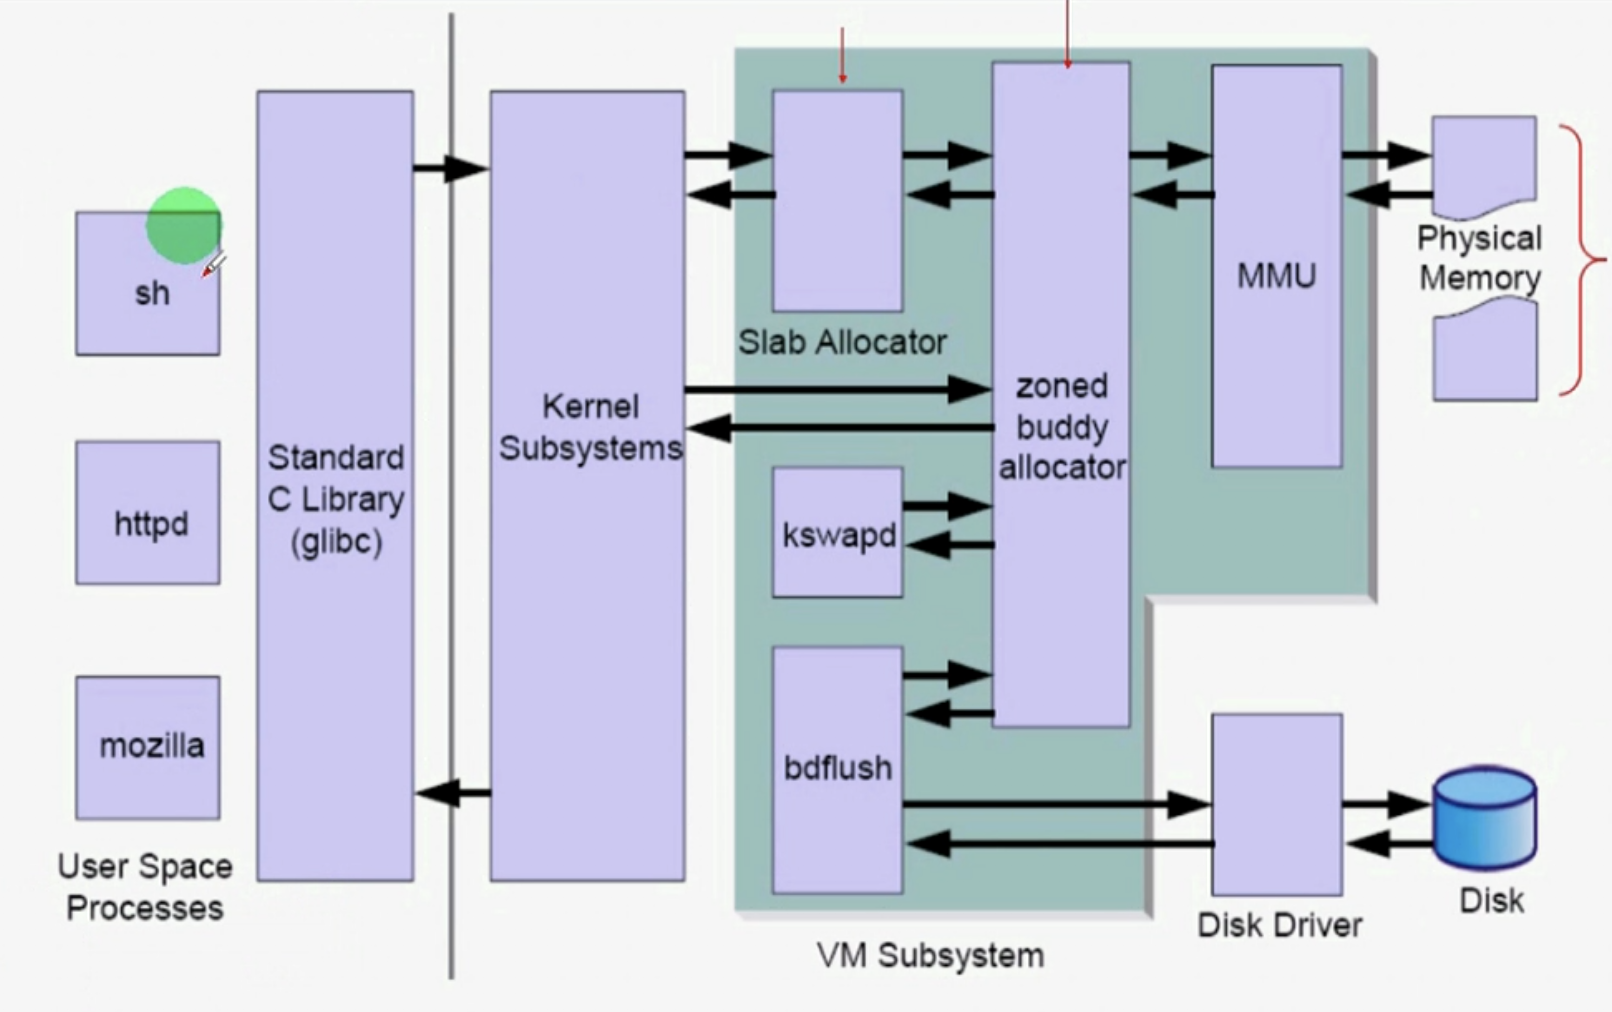 sh
httpd
mozilla
User Space
Processes
Standard
C Library
(glibc)
Kernel
Subsystems
Slab Allocator
kswapd
bdflush
zoned
buddy
allocator
MMU
Physical
Memory
Disk Driver
Disk
VM Subsystem